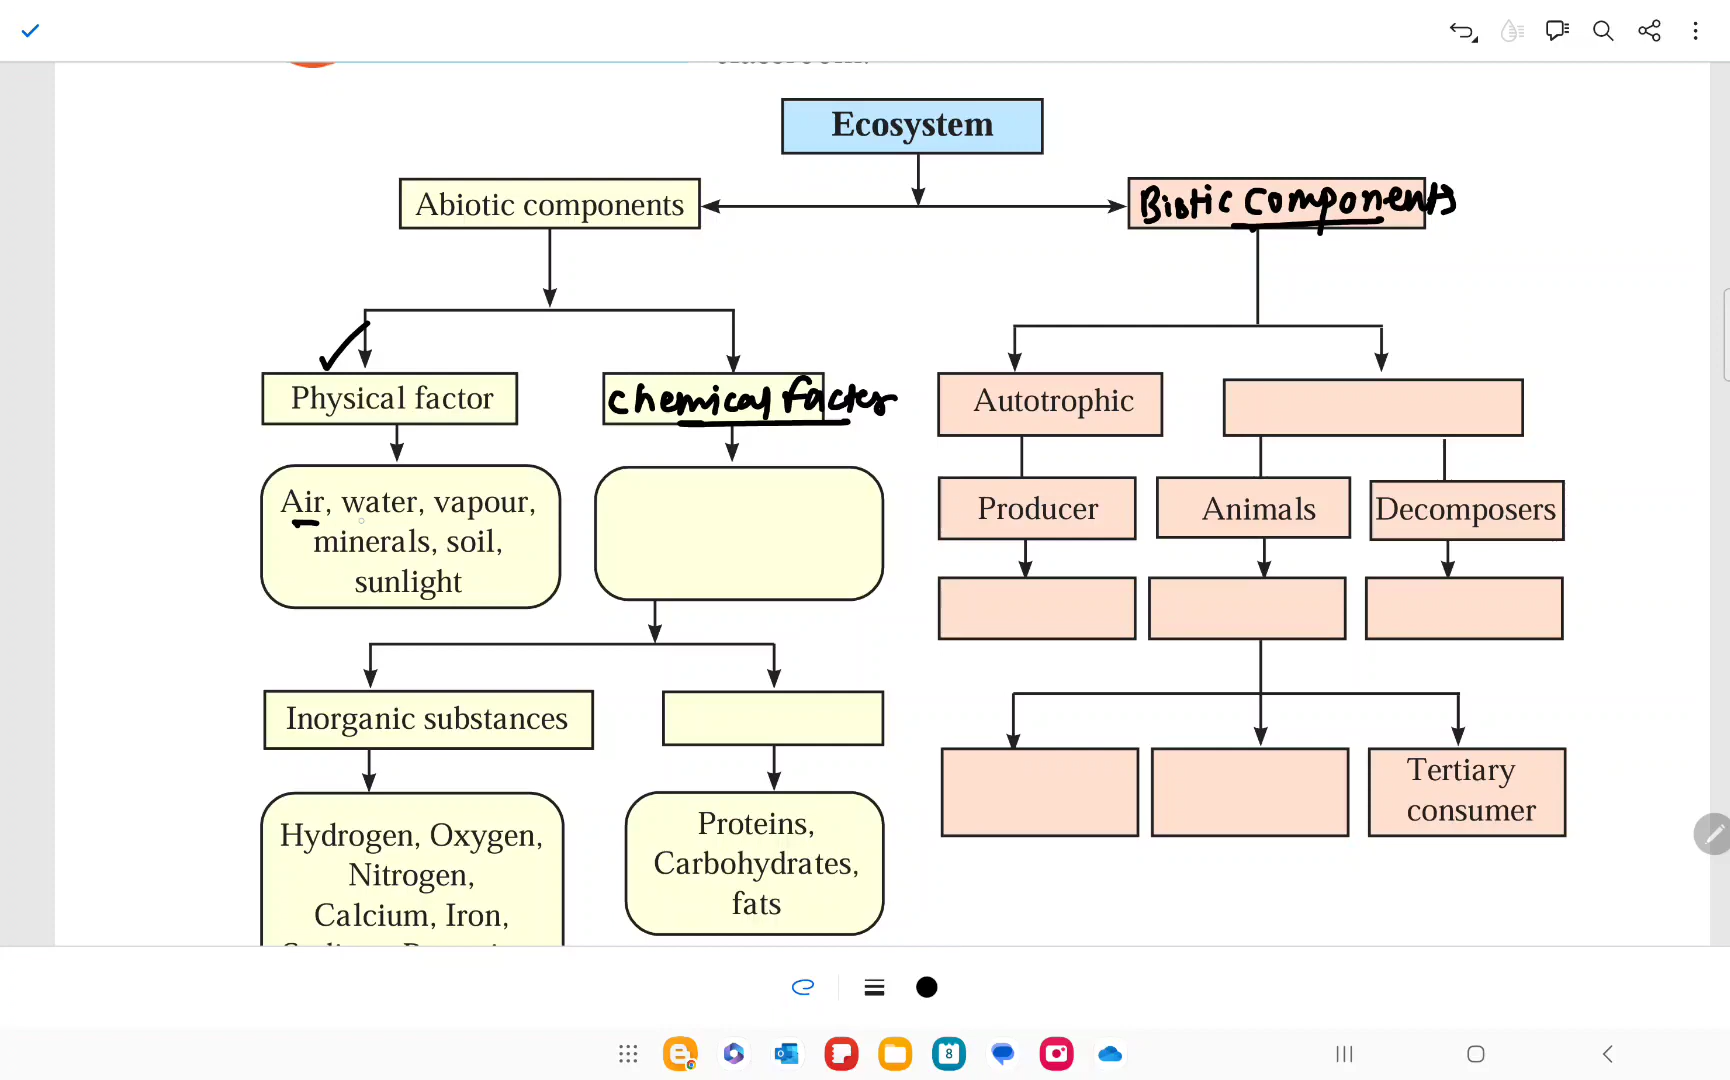 Ecosystem
Abiotic components
Biotic components
Physical factor
chemical factor
Autotrophic
Air, water, vapour,
minerals, soil,
sunlight
Producer
Animals
Decomposers
Inorganic substances
Hydrogen, Oxygen,
Nitrogen,
Calcium, Iron,
Proteins,
Carbohydrates,
fats
Tertiary
consumer
8